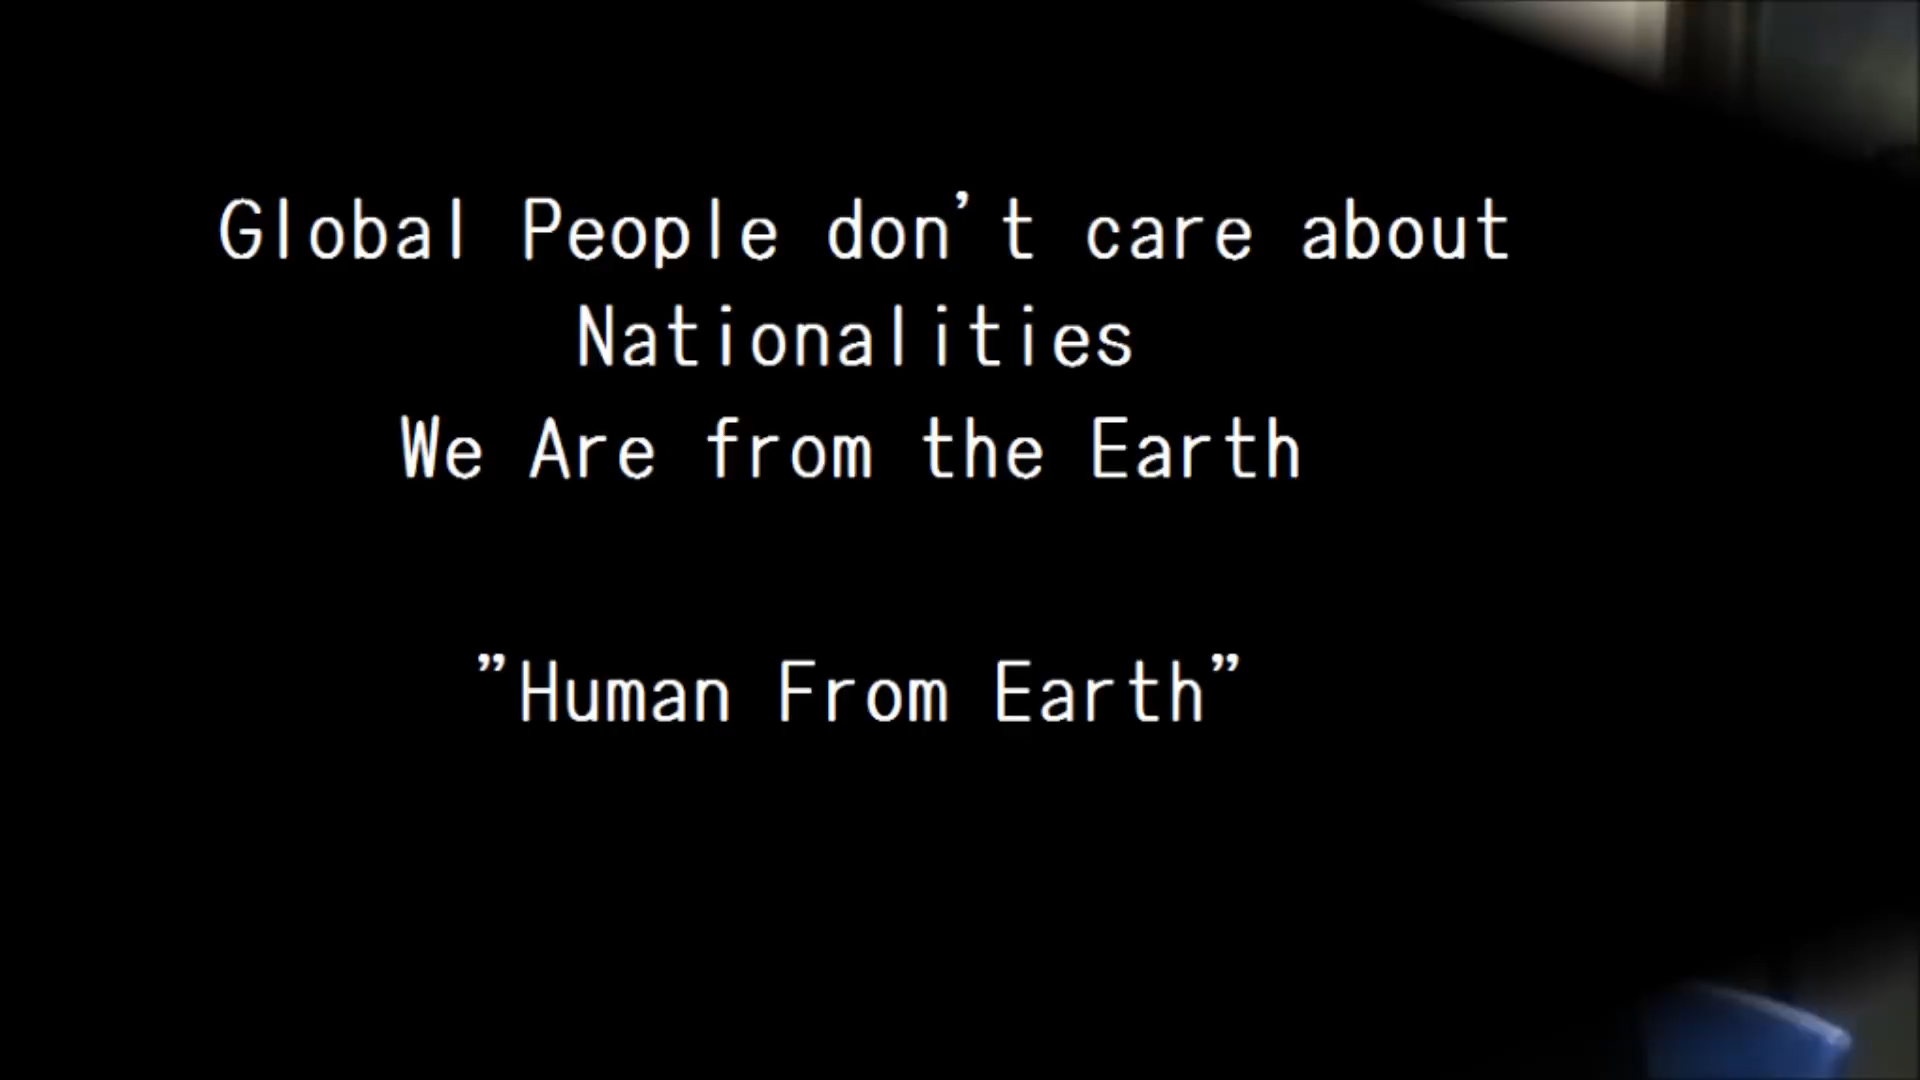 Global People don't care about
Nationalities
We Are from the Earth
"Human From Earth"